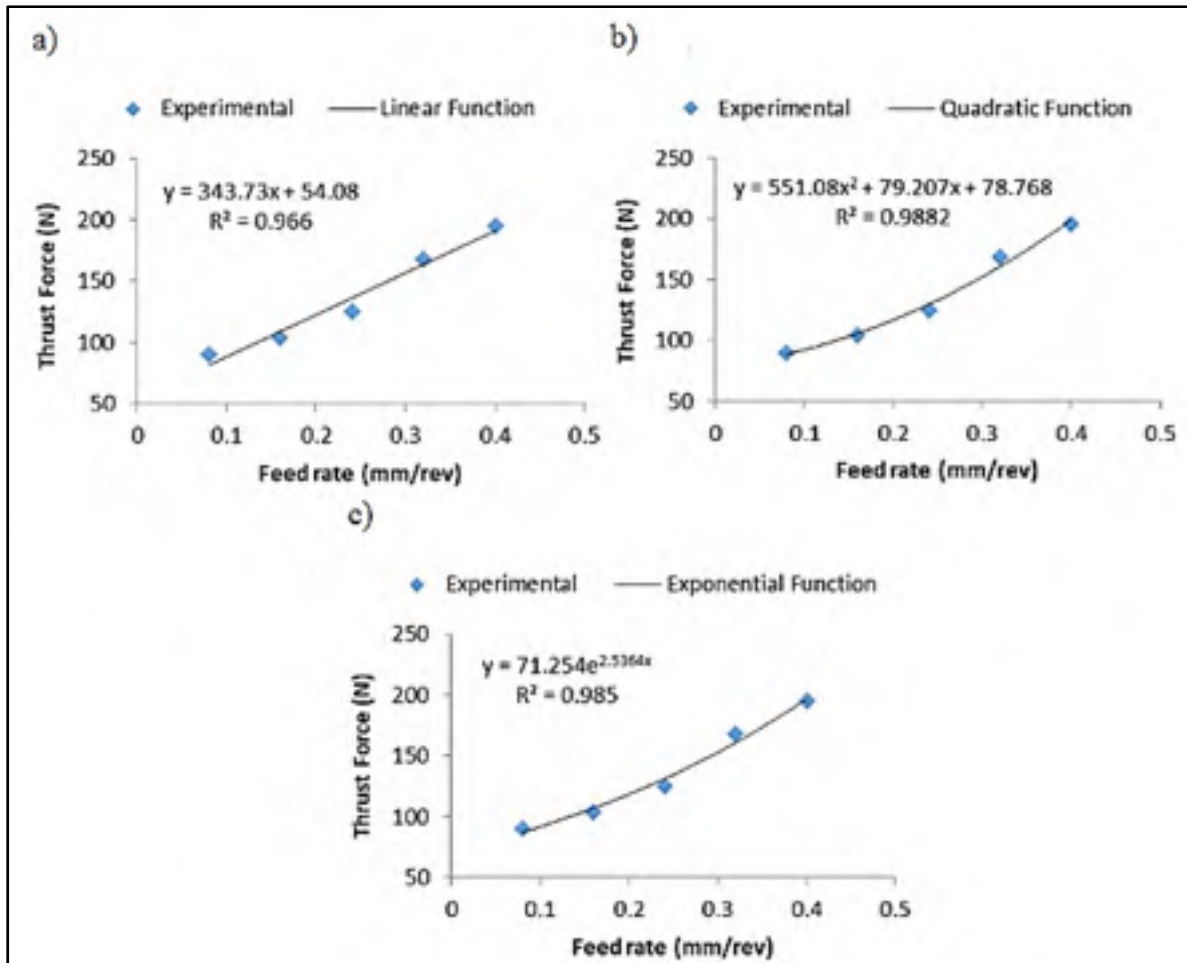 a)
Experimental Linear Function
y = 343.73x + 54.08
R² = 0.966
Thrust Force (N)
250
200
150
100
50
0 0.1 0.2 0.3 0.4 0.5
Feed rate (mm/rev)
b)
Experimental Quadratic Function
y = 551.08x² + 79.207x + 78.768
R² = 0.9882
Thrust Force (N)
250
200
150
100
50
0 0.1 0.2 0.3 0.4 0.5
Feed rate (mm/rev)
c)
Experimental Exponential Function
y = 71.254e^2.5364x
R² = 0.985
Thrust Force (N)
250
200
150
100
50
0 0.1 0.2 0.3 0.4 0.5
Feed rate (mm/rev)